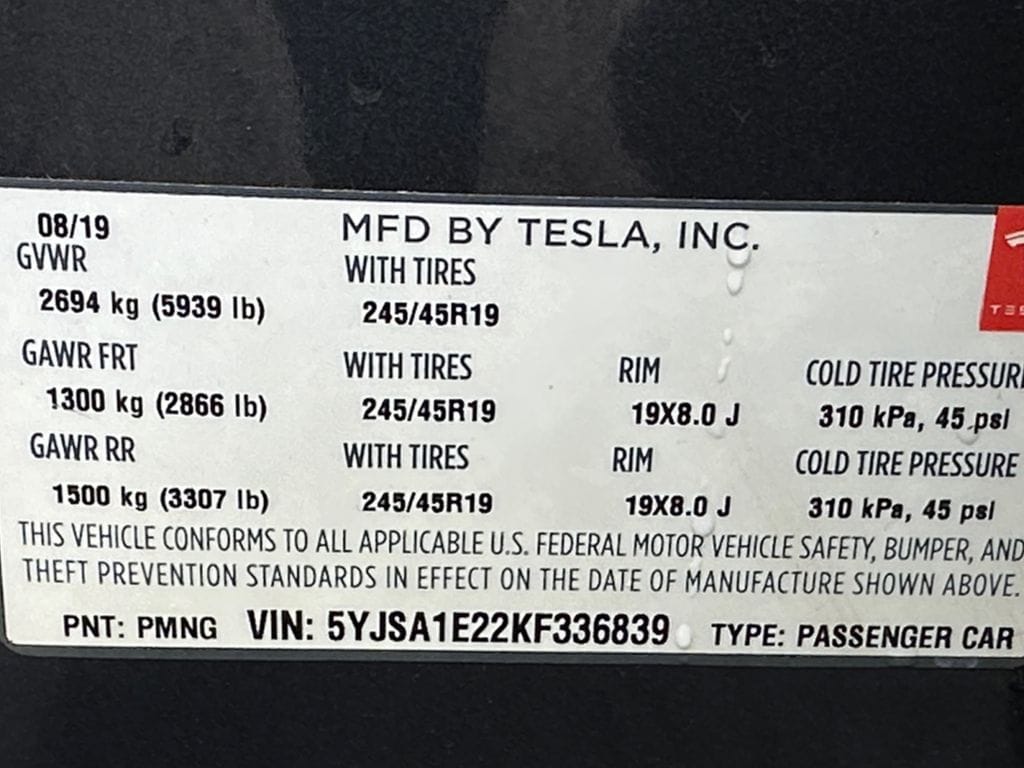 08/19 MFD BY TESLA, INC.
GVWR WITH TIRES
2694 kg (5939 lb) 245/45R19
GAWR FRT WITH TIRES RIM COLD TIRE PRESSURE
1300 kg (2866 lb) 245/45R19 19X8.0 J 310 kPa, 45 psi
GAWR RR WITH TIRES RIM COLD TIRE PRESSURE
1500 kg (3307 lb) 245/45R19 19X8.0 J 310 kPa, 45 psi
THIS VEHICLE CONFORMS TO ALL APPLICABLE U.S. FEDERAL MOTOR VEHICLE SAFETY, BUMPER, AND
THEFT PREVENTION STANDARDS IN EFFECT ON THE DATE OF MANUFACTURE SHOWN ABOVE.
PNT: PMNG VIN: 5YJSA1E22KF336839 TYPE: PASSENGER CAR